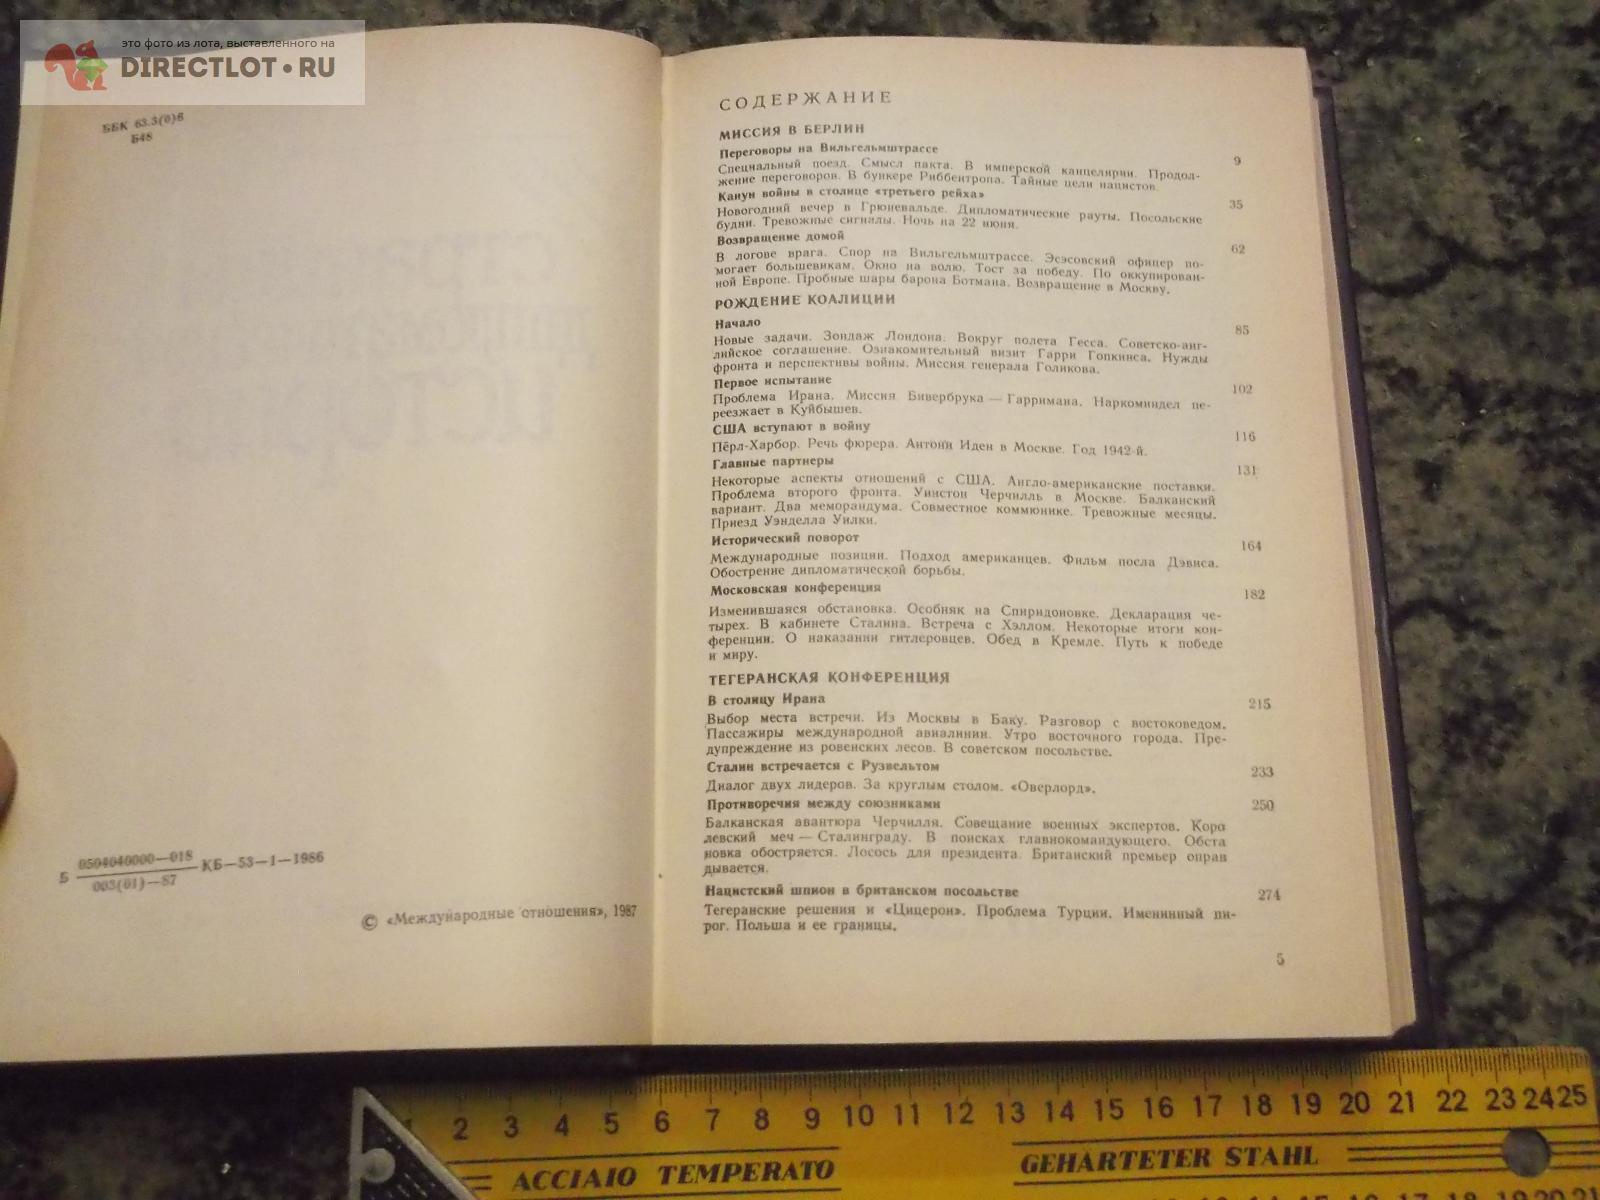 это фото из лота, выставленного на
DIRECTLOT•RU
ББК 63.3(0)6
Б48
Б 0504040000—018 КБ—53—1—1986
003(01)—87
© «Международные отношения», 1987
СОДЕРЖАНИЕ
МИССИЯ В БЕРЛИН
Переговоры на Вильгельмштрассе 9
Специальный поезд. Смысл пакта. В имперской канцелярии. Продол-
жение переговоров. В бункере Риббентропа. Тайные цели нацистов.
Канун войны в столице «третьего рейха» 35
Новогодний вечер в Грюневальде. Дипломатические рауты. Посольские
будни. Тревожные сигналы. Ночь на 22 июня.
Возвращение домой 62
В логове врага. Спор на Вильгельмштрассе. Эсэсовский офицер по-
могает большевикам. Окно на волю. Тост за победу. По оккупирован-
ной Европе. Пробные шары барона Ботмана. Возвращение в Москву.
РОЖДЕНИЕ КОАЛИЦИИ
Начало 85
Новые задачи. Зондаж Лондона. Вокруг полета Гесса. Советско-анг-
лийское соглашение. Ознакомительный визит Гарри Гопкинса. Нужды
фронта и перспективы войны. Миссия генерала Голикова.
Первое испытание 102
Проблема Ирана. Миссия Бивербрука — Гарримана. Наркоминдел пе-
реезжает в Куйбышев.
США вступают в войну 116
Пёрл-Харбор. Речь фюрера. Антони Иден в Москве. Год 1942-й.
Главные партнеры 131
Некоторые аспекты отношений с США. Англо-американские поставки.
Проблема второго фронта. Уинстон Черчилль в Москве. Балканский
вариант. Два меморандума. Совместное коммюнике. Тревожные месяцы.
Приезд Уэнделла Уилки.
Исторический поворот 164
Международные позиции. Подход американцев. Фильм посла Дэвиса.
Обострение дипломатической борьбы.
Московская конференция 182
Изменившаяся обстановка. Особняк на Спиридоновке. Декларация че-
тырех. В кабинете Сталина. Встреча с Хэллом. Некоторые итоги кон-
ференции. О наказании гитлеровцев. Обед в Кремле. Путь к победе
и миру.
ТЕГЕРАНСКАЯ КОНФЕРЕНЦИЯ
В столицу Ирана 215
Выбор места встречи. Из Москвы в Баку. Разговор с востоковедом.
Пассажиры международной авиалинии. Утро восточного города. Пре-
дупреждение из ровенских лесов. В советском посольстве.
Сталин встречается с Рузвельтом 233
Диалог двух лидеров. За круглым столом. «Оверлорд».
Противоречия между союзниками 250
Балканская авантюра Черчилля. Совещание военных экспертов. Коро
левский меч — Сталинграду. В поисках главнокомандующего. Обста
новка обостряется. Лосось для президента. Британский премьер оправ
дывается.
Нацистский шпион в британском посольстве 274
Тегеранские решения и «Цицерон». Проблема Турции. Именинный пи-
рог. Польша и ее границы.
5
1 2 3 4 5 6 7 8 9 10 11 12 13 14 15 16 17 18 19 20 21 22 23 24 25
ACCIAIO TEMPERATO GEHÄRTETER STAHL